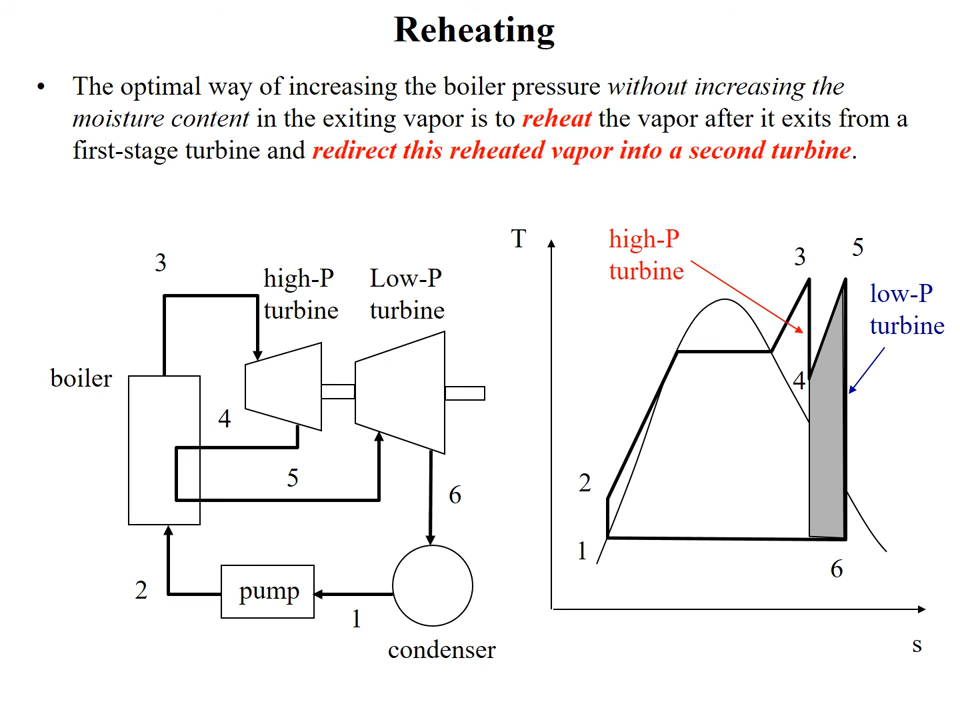 Reheating
• The optimal way of increasing the boiler pressure without increasing the
moisture content in the exiting vapor is to reheat the vapor after it exits from a
first-stage turbine and redirect this reheated vapor into a second turbine.
3
high-P
turbine
Low-P
turbine
boiler
4
5
6
2
pump
1
condenser
T
high-P
turbine
3
5
low-P
turbine
4
2
1
6
s